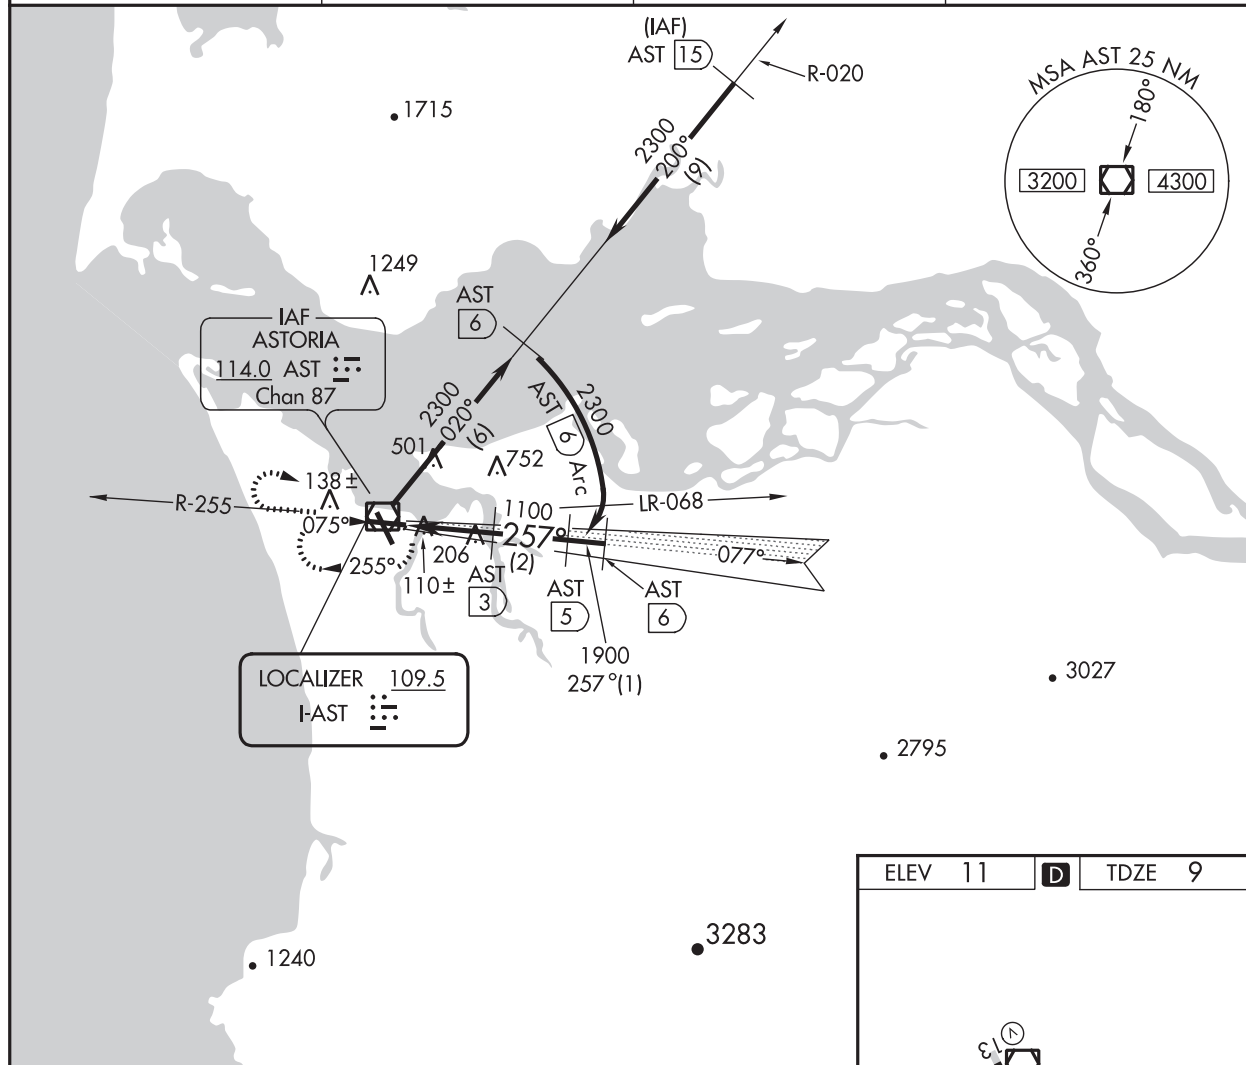 (IAF)
AST 15
R-020
MSA AST 25 NM
180°
3200
4300
360°
1715
2300
200°
(9)
1249
AST
6
IAF
ASTORIA
114.0 AST
Chan 87
2300
020°
(6)
2300
AST 6 Arc
501
752
138±
R-255
075°
1100
LR-068
257°
(2)
077°
255°
206
110±
AST
3
AST
5
AST
6
1900
257°(1)
LOCALIZER 109.5
I-AST
3027
2795
ELEV 11 D TDZE 9
3283
1240
13
V